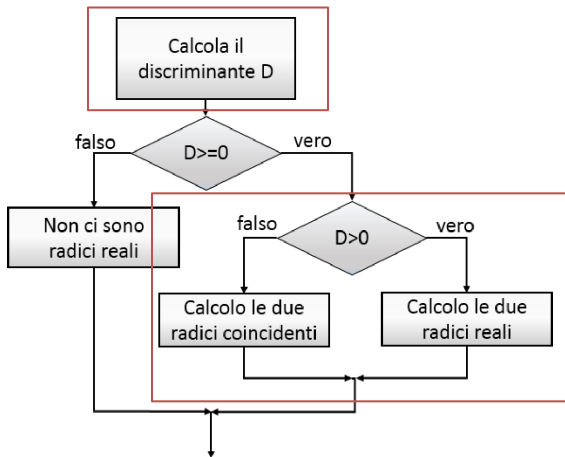 Calcola il
discriminante D
falso
D>=0
vero
Non ci sono
radici reali
falso
D>0
vero
Calcolo le due
radici coincidenti
Calcolo le due
radici reali